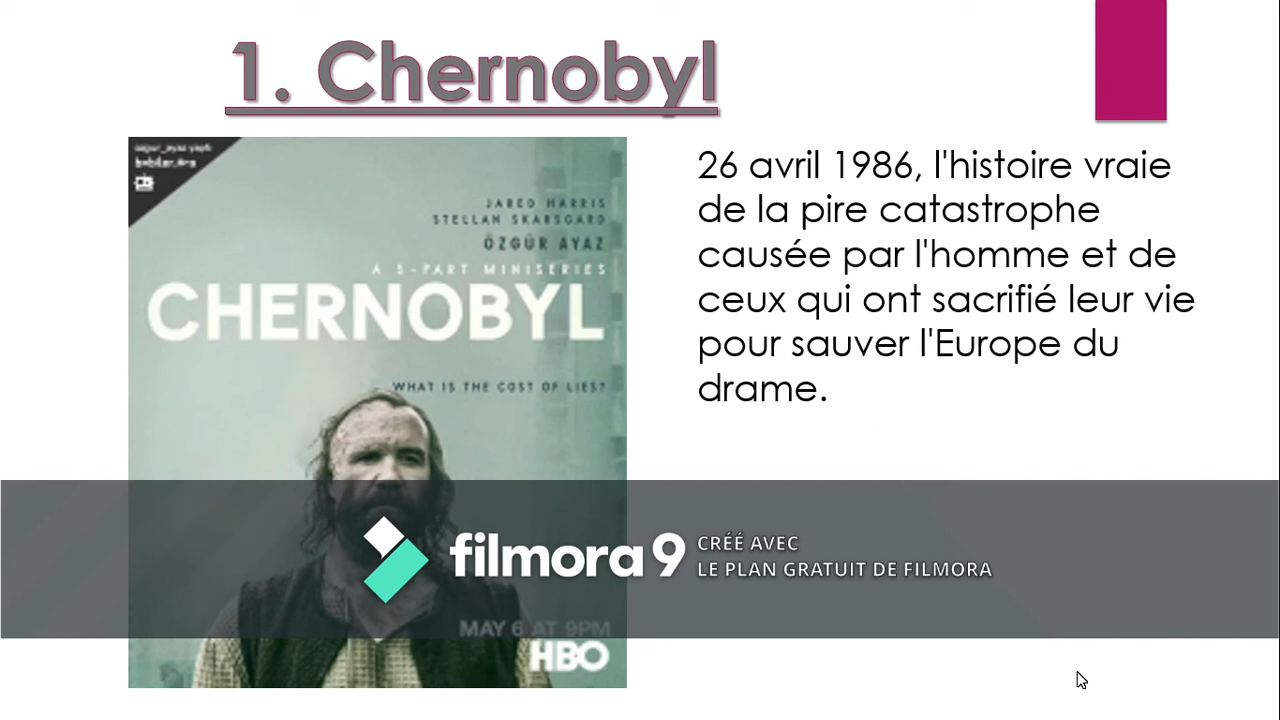 1. Chernobyl
JARED HARRIS
STELLAN SKARSGARD
ÖZGÜR AYAZ
A 5-PART MINISERIES
CHERNOBYL
WHAT IS THE COST OF LIES?
MAY 6 AT 9PM
HBO
26 avril 1986, l'histoire vraie
de la pire catastrophe
causée par l'homme et de
ceux qui ont sacrifié leur vie
pour sauver l'Europe du
drame.
filmora9
CRÉÉ AVEC
LE PLAN GRATUIT DE FILMORA